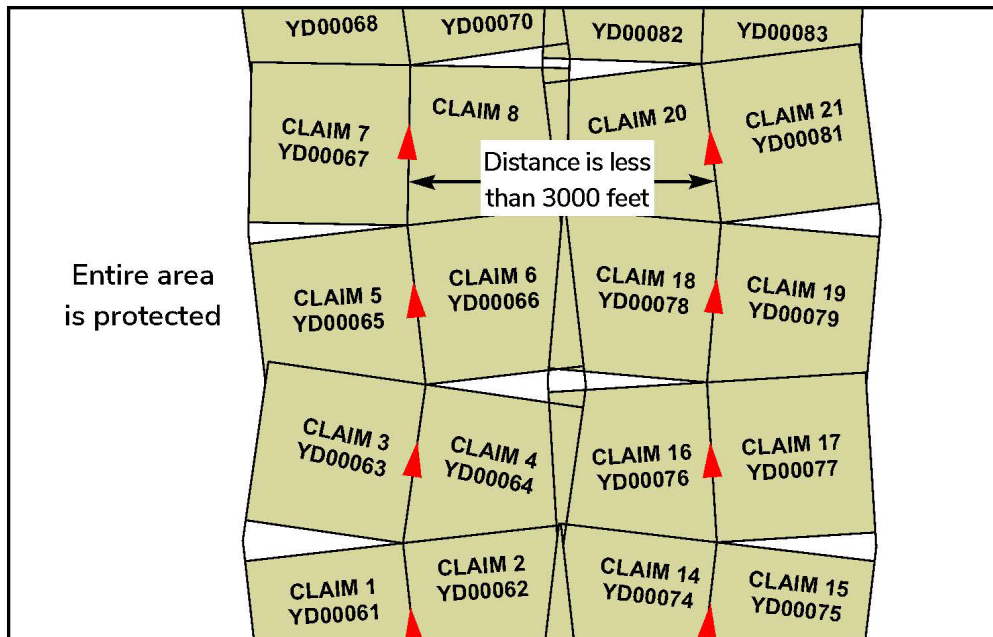 YD00068
YD00070
YD00082
YD00083
CLAIM 7
YD00067
CLAIM 8
CLAIM 20
CLAIM 21
YD00081
Distance is less
than 3000 feet
Entire area
is protected
CLAIM 5
YD00065
CLAIM 6
YD00066
CLAIM 18
YD00078
CLAIM 19
YD00079
CLAIM 3
YD00063
CLAIM 4
YD00064
CLAIM 16
YD00076
CLAIM 17
YD00077
CLAIM 1
YD00061
CLAIM 2
YD00062
CLAIM 14
YD00074
CLAIM 15
YD00075